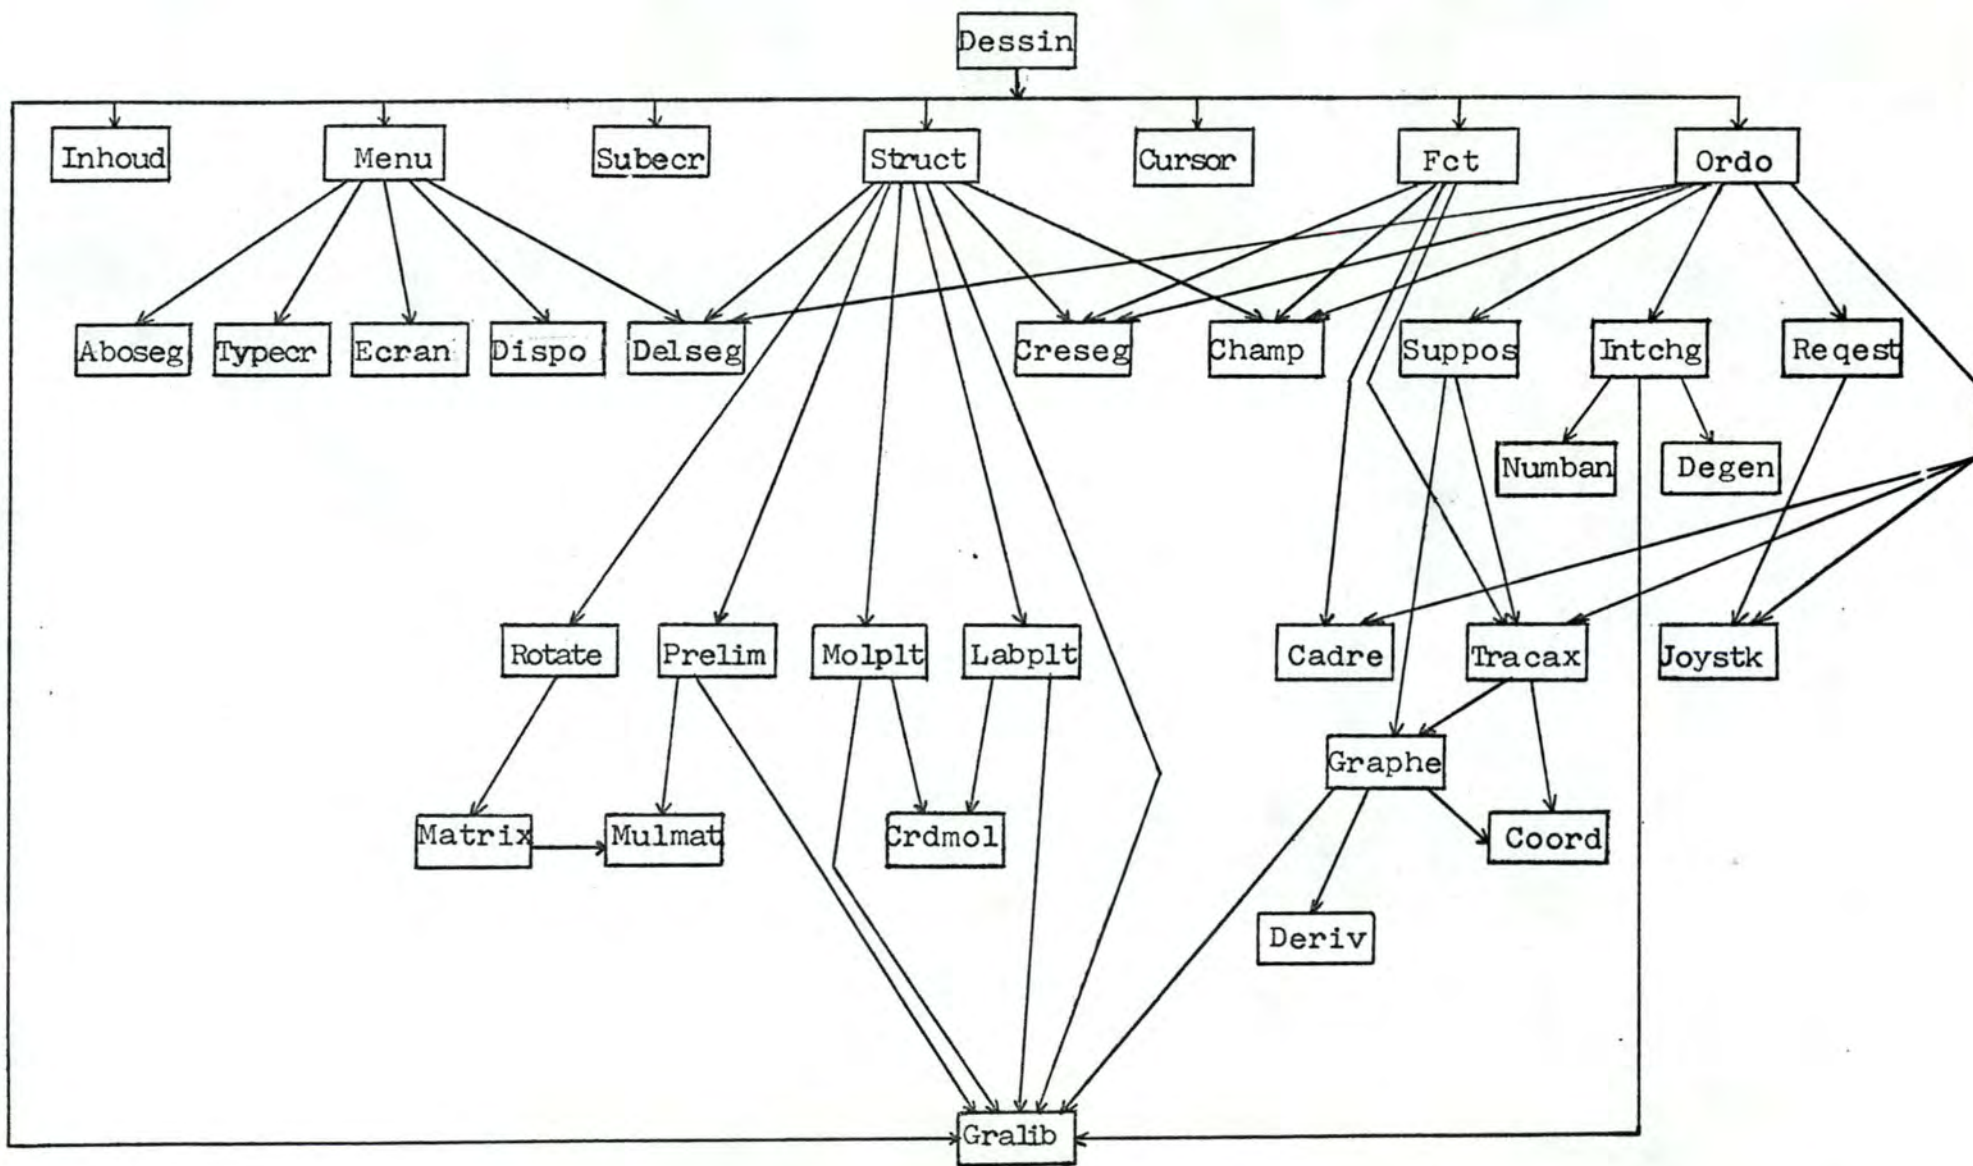 Dessin
Inhoud
Menu
Subecr
Struct
Cursor
Fct
Ordo
Aboseg
Typecr
Ecran
Dispo
Delseg
Creseg
Champ
Suppos
Intchg
Reqest
Numban
Degen
Rotate
Prelim
Molplt
Labplt
Cadre
Tracax
Joystk
Graphe
Matrix
Mulmat
Crdmol
Coord
Deriv
Gralib